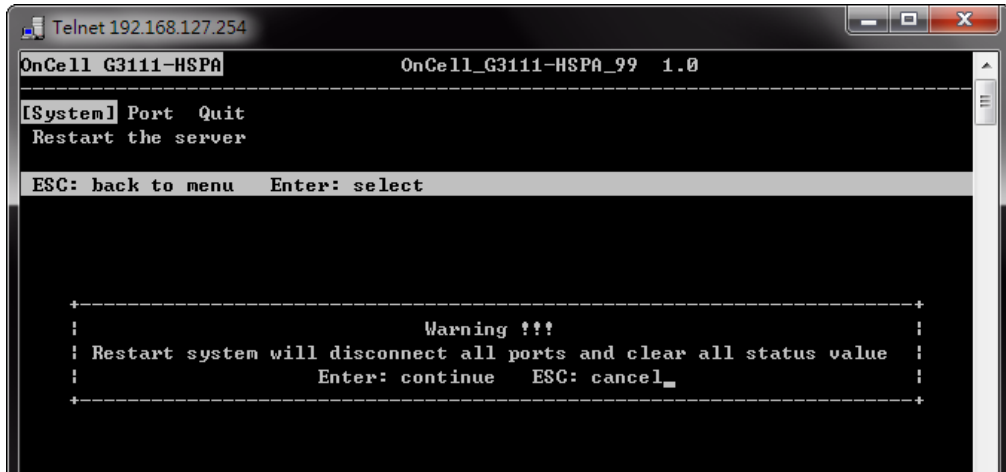 Telnet 192.168.127.254
OnCell G3111-HSPA OnCell_G3111-HSPA_99 1.0
[System] Port Quit
Restart the server
ESC: back to menu Enter: select
Warning !!!
Restart system will disconnect all ports and clear all status value
Enter: continue ESC: cancel_